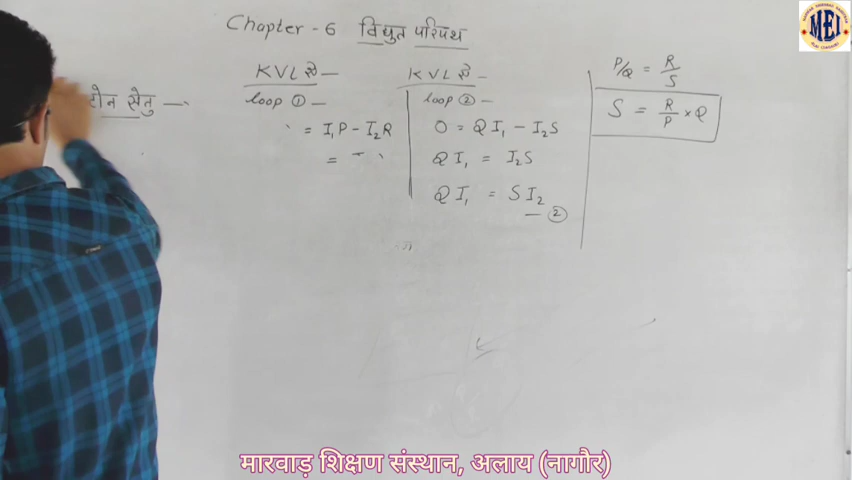 Chapter - 6 विद्युत परिपथ
सेतु —
KVL से —
loop ① —
= I₁P - I₂R
=
KVL से -
loop ② -
0 = QI₁ - I₂S
QI₁ = I₂S
QI₁ = SI₂
— ②
P/Q = R/S
S = R/P × Q
MEI
मारवाड़ शिक्षण संस्थान, अलाय (नागौर)